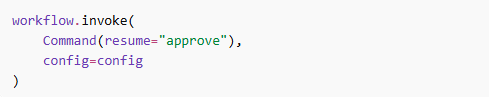 workflow.invoke(
    Command(resume="approve"),
    config=config
)